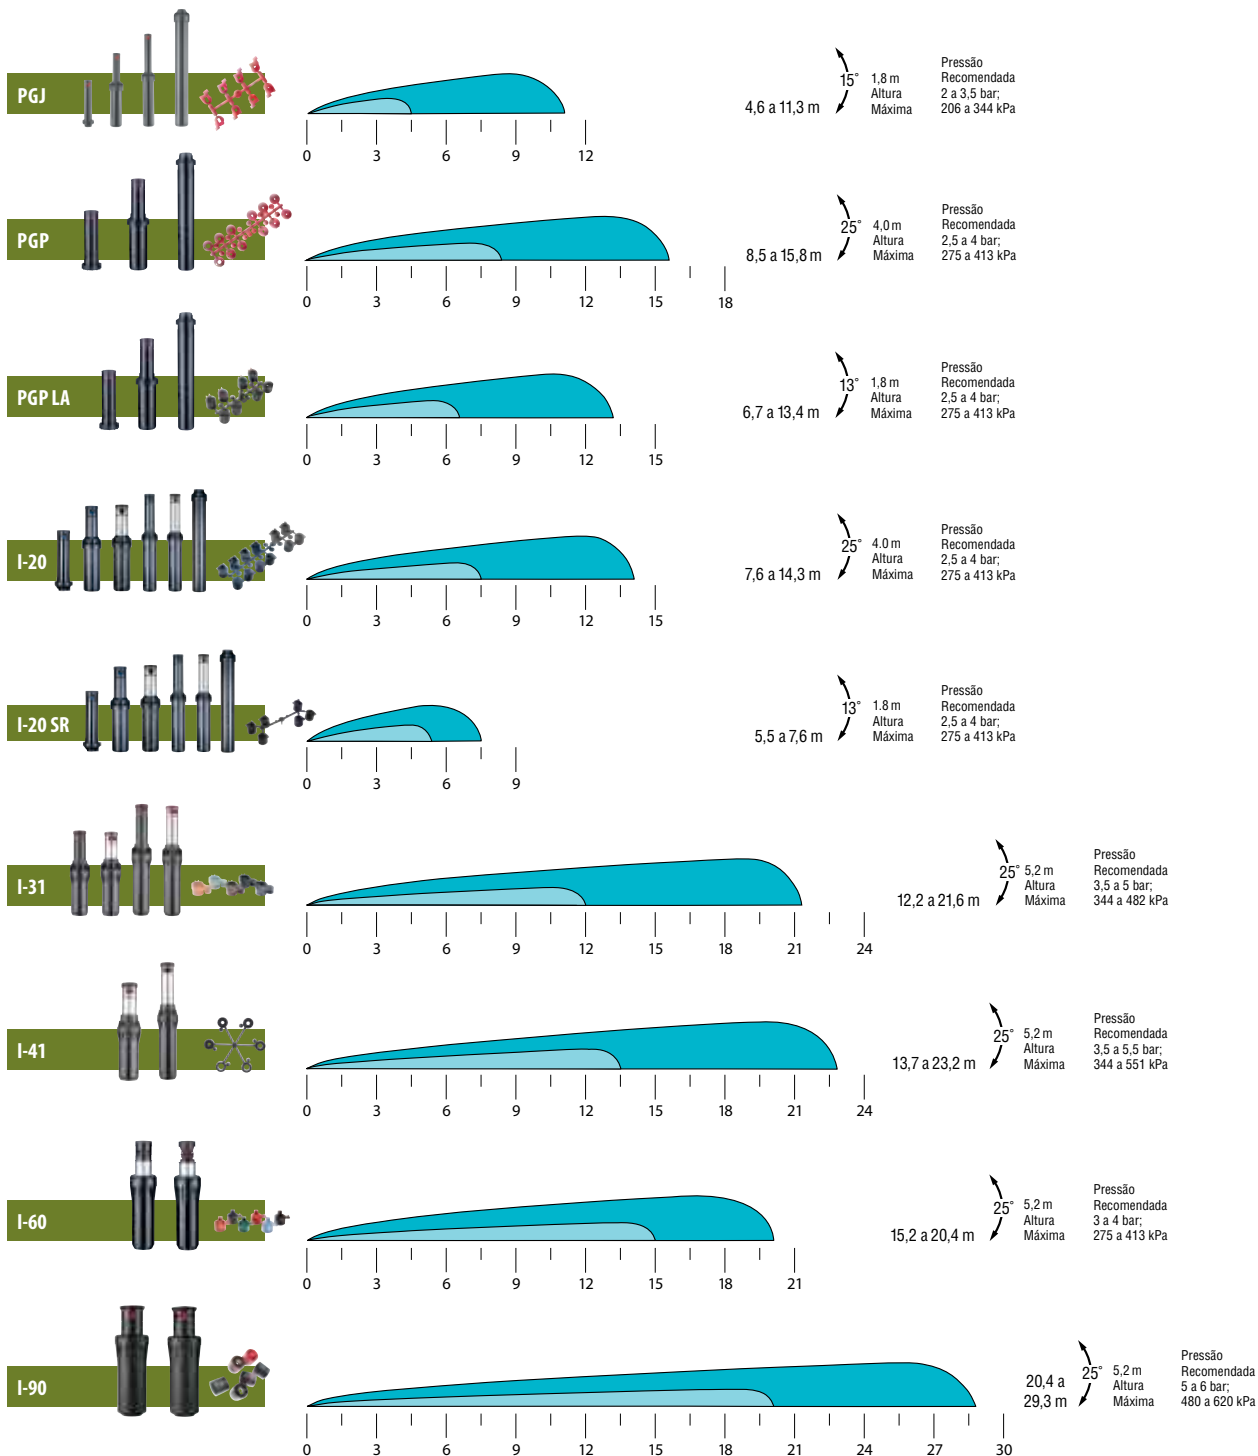 PGJ
4,6 a 11,3 m
15°
1,8 m
Altura
Máxima
Pressão
Recomendada
2 a 3,5 bar;
206 a 344 kPa
0 3 6 9 12
PGP
8,5 a 15,8 m
25°
4,0 m
Altura
Máxima
Pressão
Recomendada
2,5 a 4 bar;
275 a 413 kPa
0 3 6 9 12 15 18
PGP LA
6,7 a 13,4 m
13°
1,8 m
Altura
Máxima
Pressão
Recomendada
2,5 a 4 bar;
275 a 413 kPa
0 3 6 9 12 15
I-20
7,6 a 14,3 m
25°
4.0 m
Altura
Máxima
Pressão
Recomendada
2,5 a 4 bar;
275 a 413 kPa
0 3 6 9 12 15
I-20 SR
5,5 a 7,6 m
13°
1.8 m
Altura
Máxima
Pressão
Recomendada
2,5 a 4 bar;
275 a 413 kPa
0 3 6 9
I-31
12,2 a 21,6 m
25°
5,2 m
Altura
Máxima
Pressão
Recomendada
3,5 a 5 bar;
344 a 482 kPa
0 3 6 9 12 15 18 21 24
I-41
13,7 a 23,2 m
25°
5,2 m
Altura
Máxima
Pressão
Recomendada
3,5 a 5,5 bar;
344 a 551 kPa
0 3 6 9 12 15 18 21 24
I-60
15,2 a 20,4 m
25°
5,2 m
Altura
Máxima
Pressão
Recomendada
3 a 4 bar;
275 a 413 kPa
0 3 6 9 12 15 18 21
I-90
20,4 a
29,3 m
25°
5,2 m
Altura
Máxima
Pressão
Recomendada
5 a 6 bar;
480 a 620 kPa
0 3 6 9 12 15 18 21 24 27 30